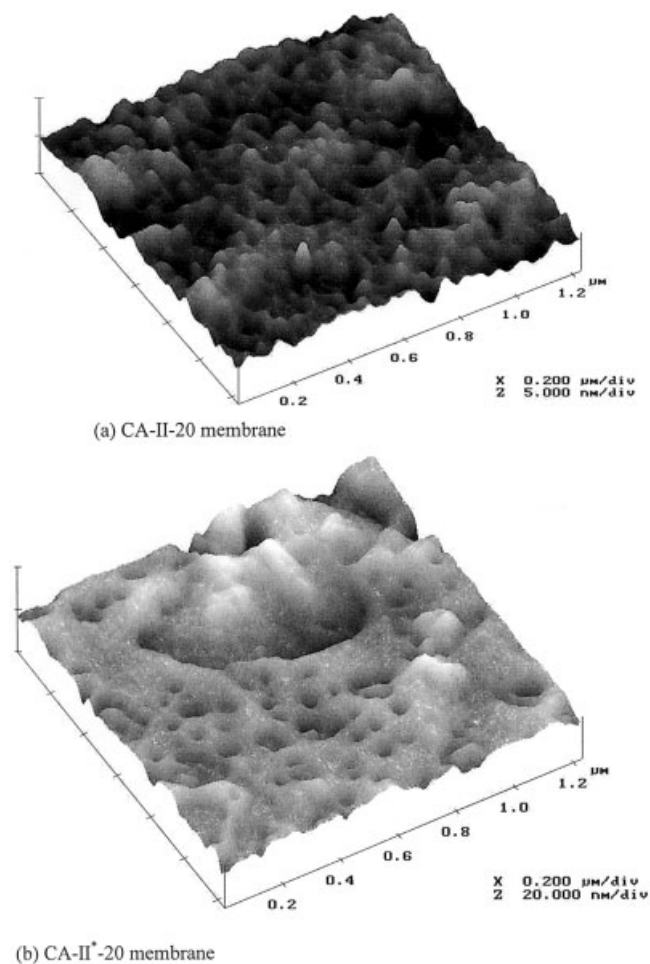 1.2 µm
1.0
0.8
0.6
0.4
0.2
X 0.200 µm/div
Z 5.000 nm/div
(a) CA-II-20 membrane
1.2 µm
1.0
0.8
0.6
0.4
0.2
X 0.200 µm/div
Z 20.000 nm/div
(b) CA-II*-20 membrane